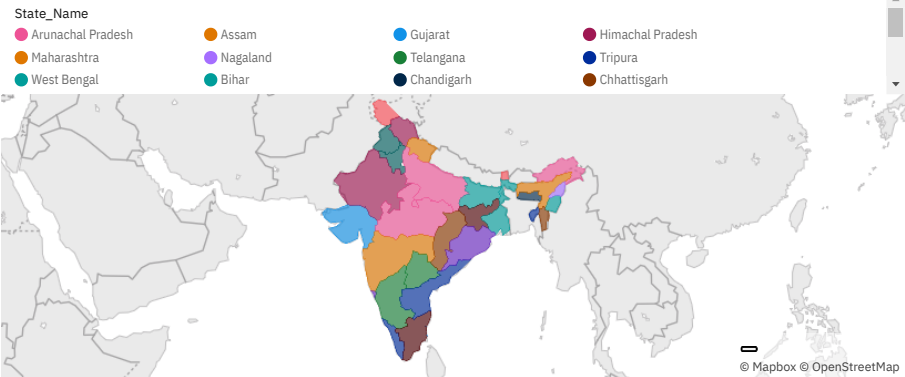 State_Name
Arunachal Pradesh Assam Gujarat Himachal Pradesh
Maharashtra Nagaland Telangana Tripura
West Bengal Bihar Chandigarh Chhattisgarh
© Mapbox © OpenStreetMap